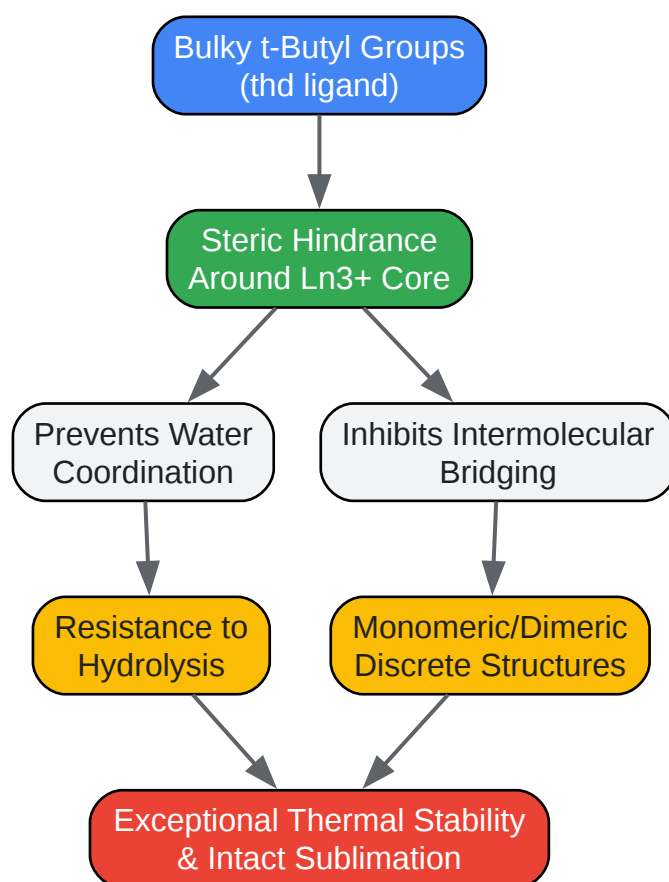 Bulky t-Butyl Groups
(thd ligand)
Steric Hindrance
Around Ln3+ Core
Prevents Water
Coordination
Inhibits Intermolecular
Bridging
Resistance to
Hydrolysis
Monomeric/Dimeric
Discrete Structures
Exceptional Thermal Stability
& Intact Sublimation